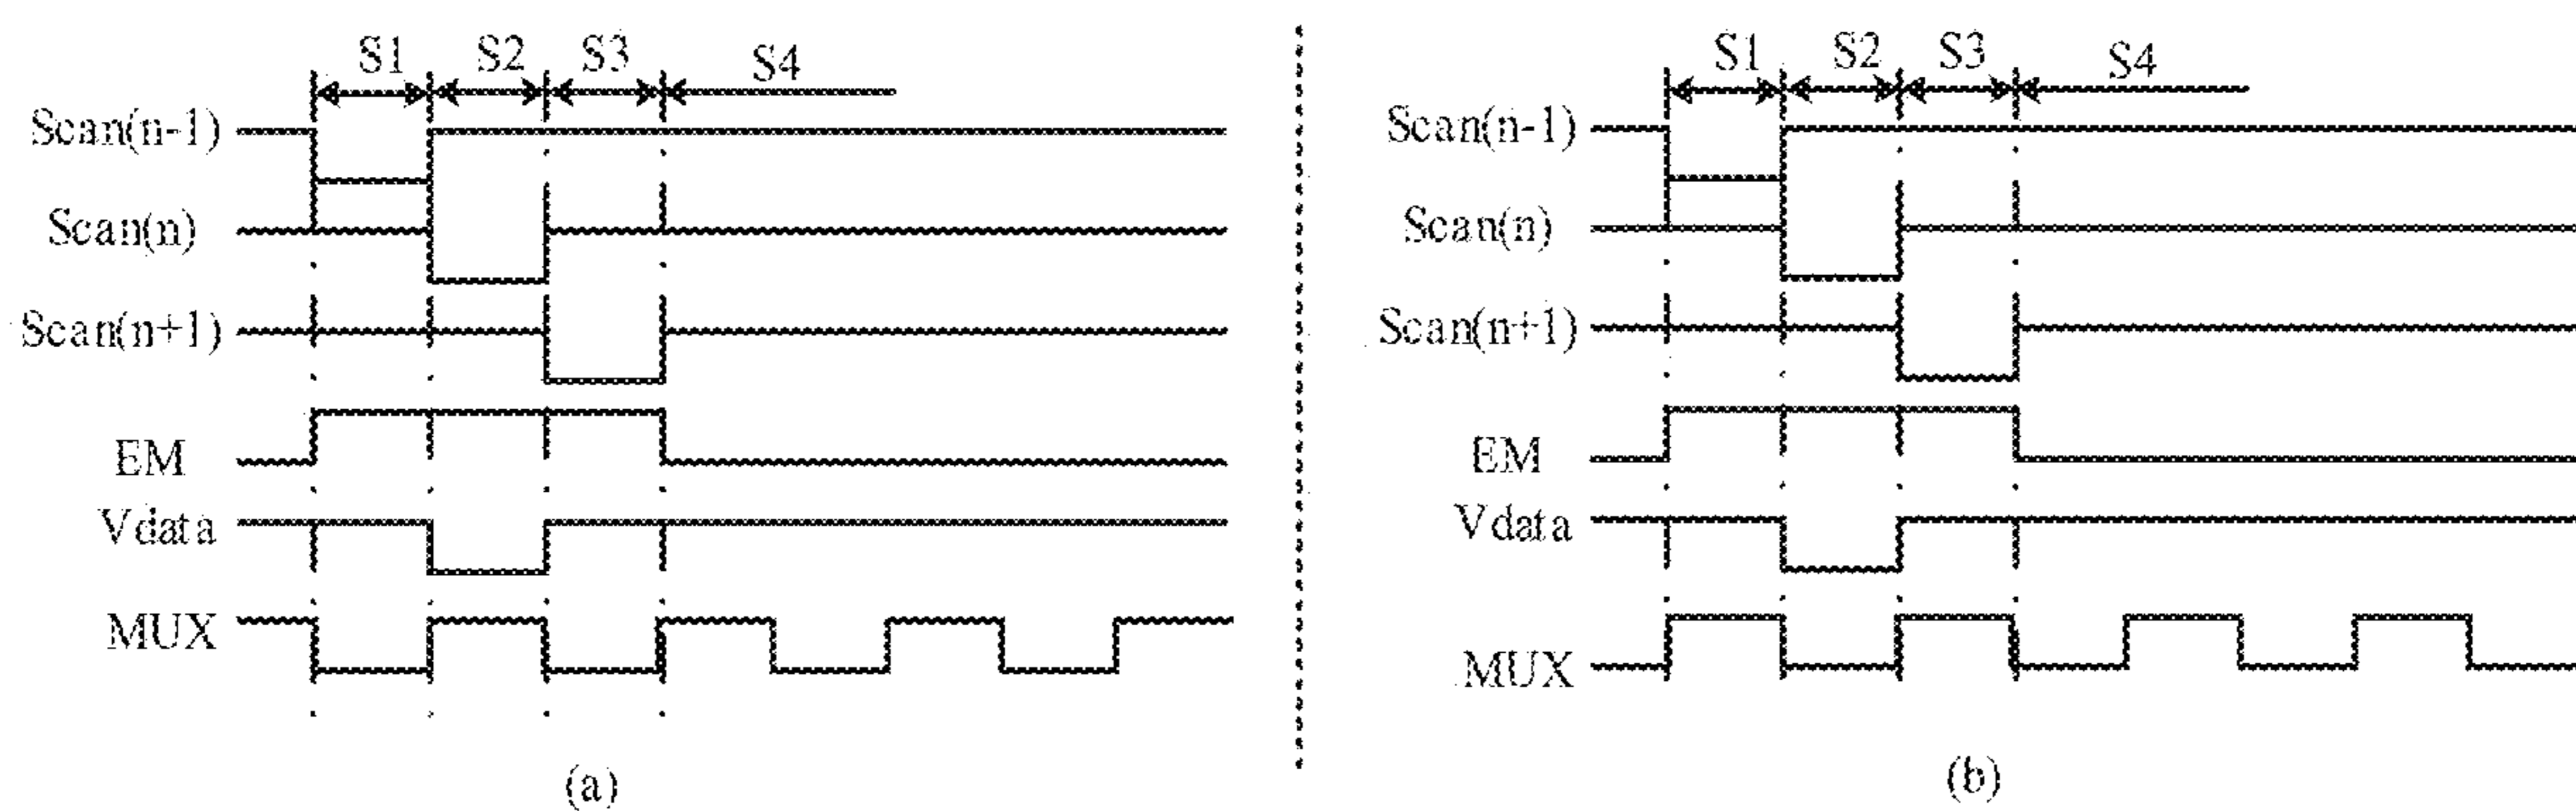 S1 S2 S3 S4
Scan(n-1)
Scan(n)
Scan(n+1)
EM
Vdata
MUX
(a)
S1 S2 S3 S4
Scan(n-1)
Scan(n)
Scan(n+1)
EM
Vdata
MUX
(b)